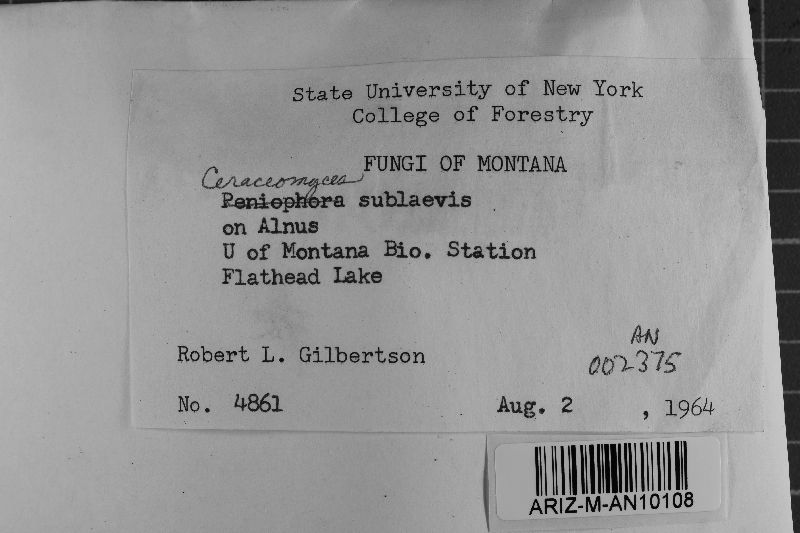 State University of New York
College of Forestry
FUNGI OF MONTANA
Ceraceomyces
Peniophora sublaevis
on Alnus
U of Montana Bio. Station
Flathead Lake
Robert L. Gilbertson
AN
002375
No. 4861
Aug. 2 , 1964
ARIZ-M-AN10108